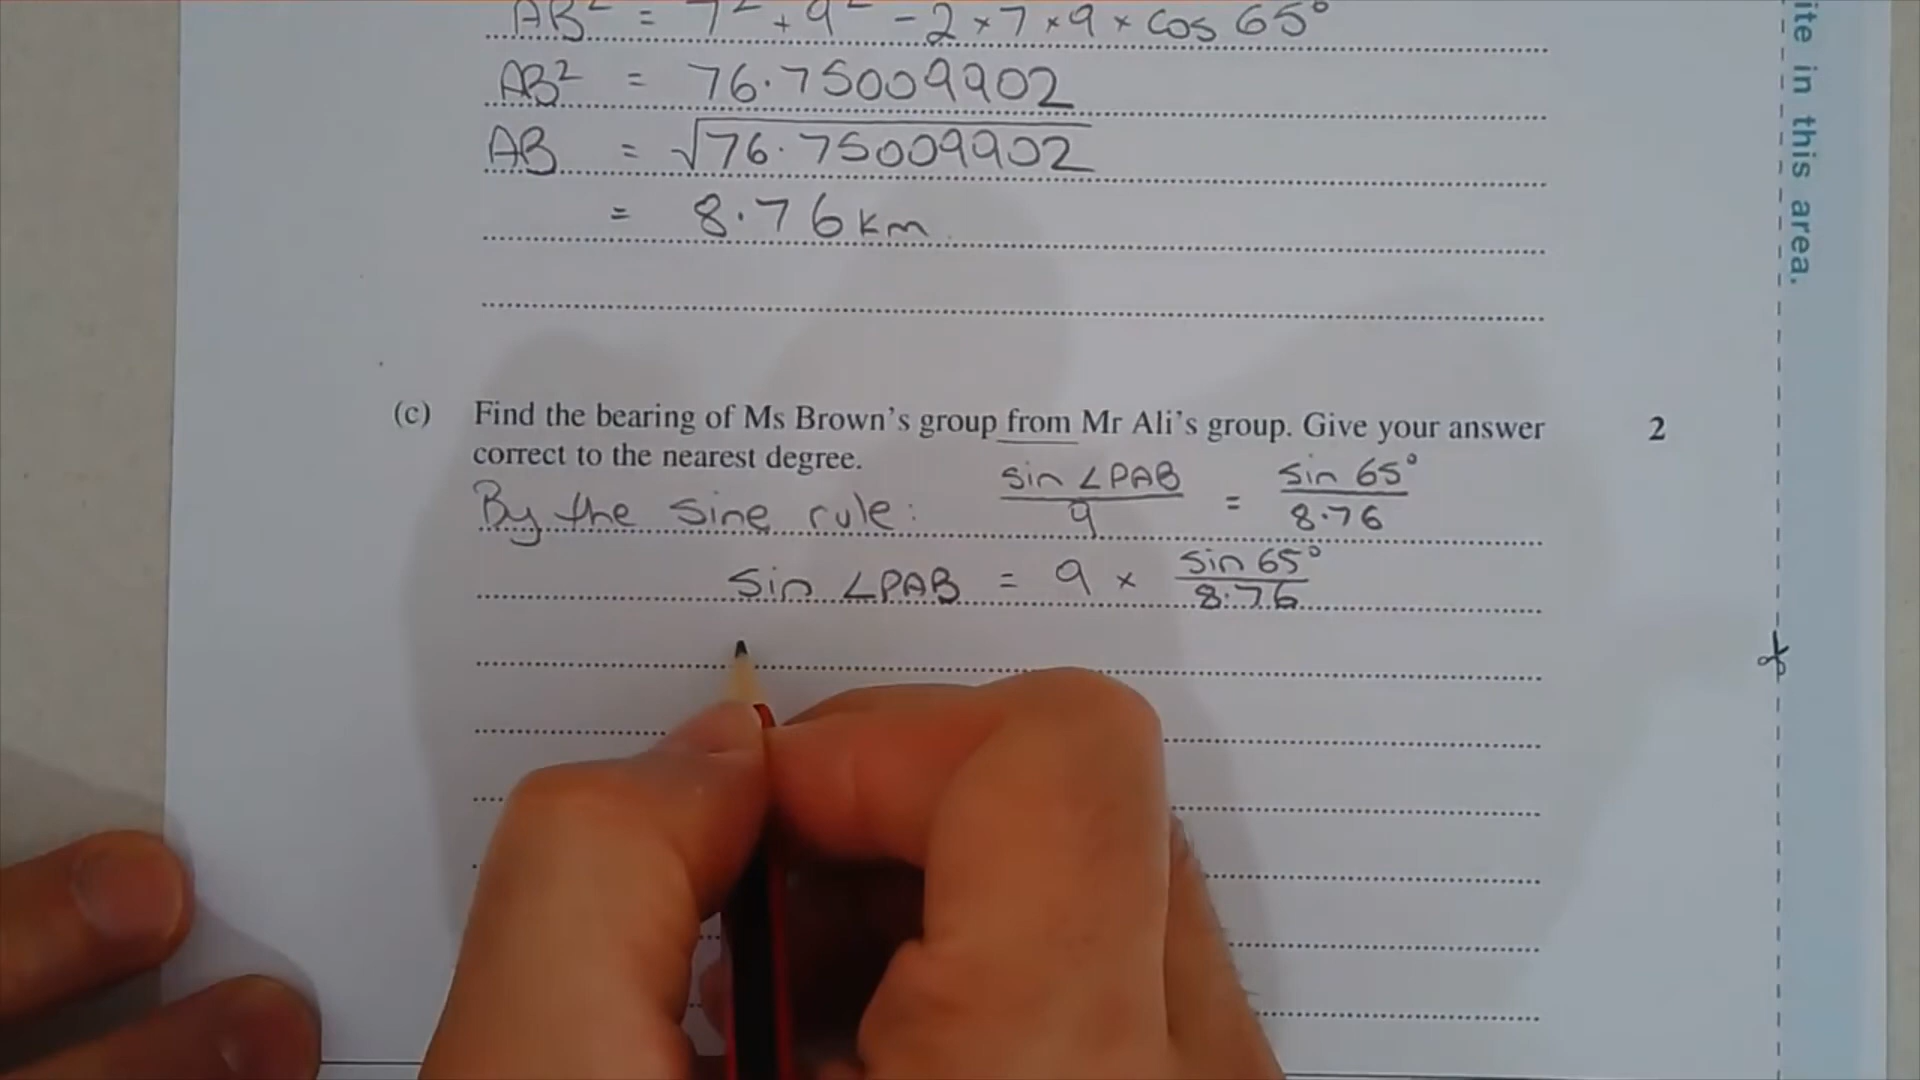 AB² = 7² + 9² - 2 × 7 × 9 × cos 65°
AB² = 76.75009902
AB = √76.75009902
= 8.76 km
(c) Find the bearing of Ms Brown's group from Mr Ali's group. Give your answer 2
correct to the nearest degree.
By the sine rule: sin ∠PAB / 9 = sin 65° / 8.76
sin ∠PAB = 9 × sin 65° / 8.76
ite in this area.